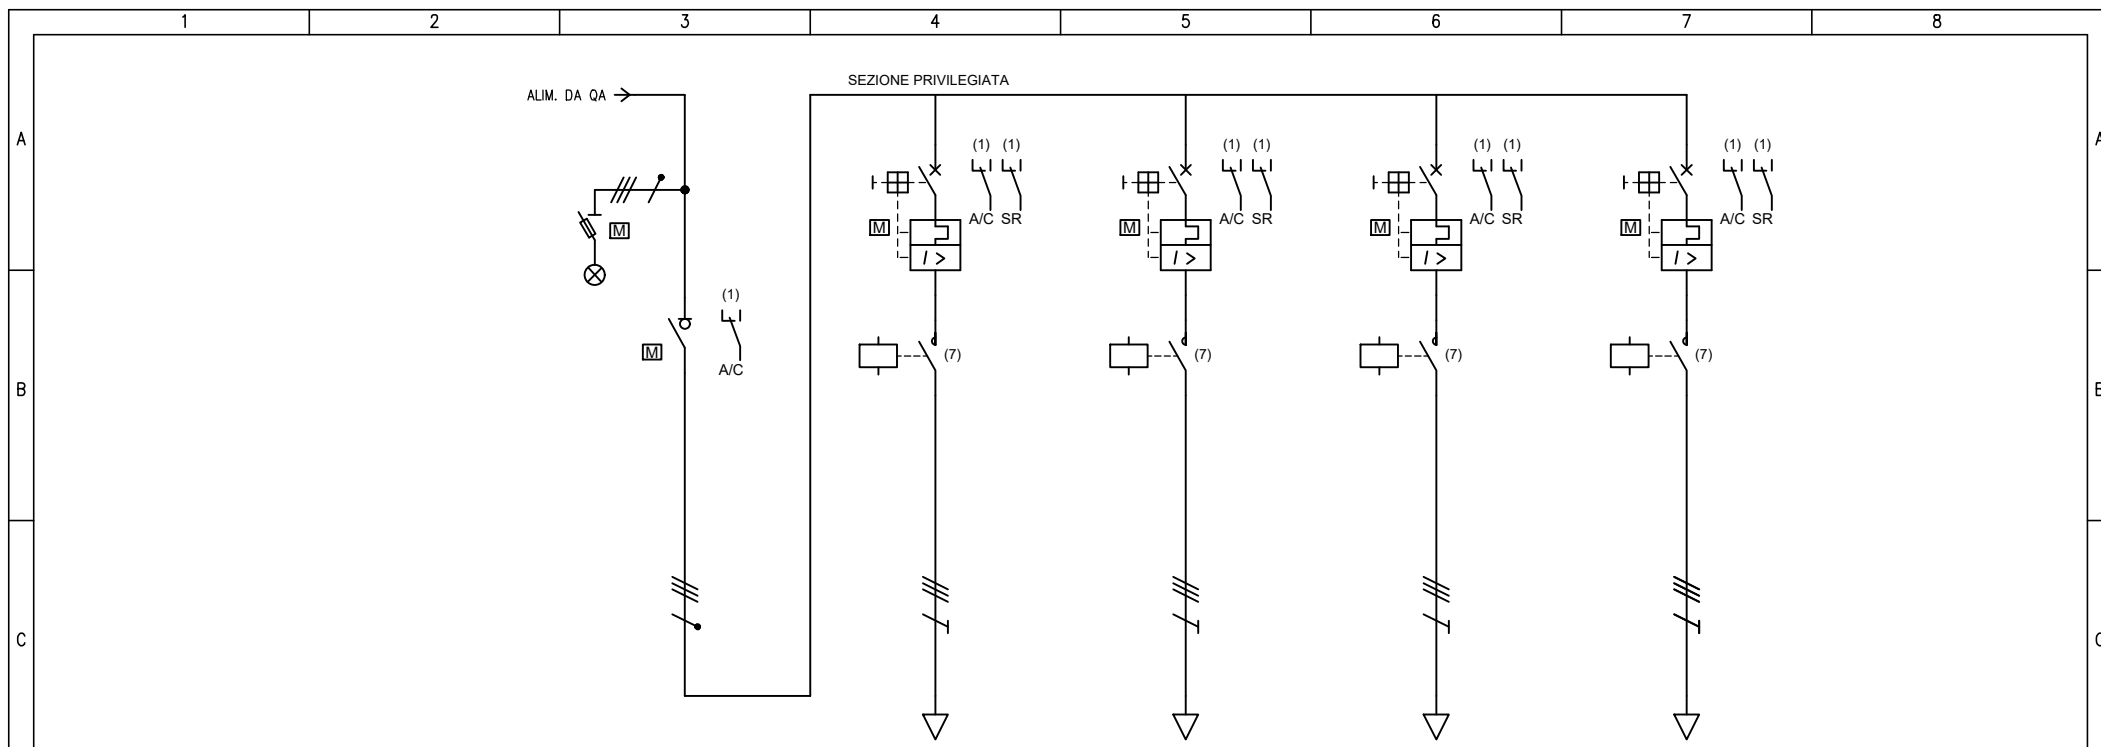 1 2 3 4 5 6 7 8
SEZIONE PRIVILEGIATA
ALIM. DA QA
A A
(1) (1) (1) (1) (1) (1) (1) (1)
A/C SR A/C SR A/C SR A/C SR
M M M M M
I > I > I > I >
(1)
M (7) (7) (7) (7)
A/C
B B
C C